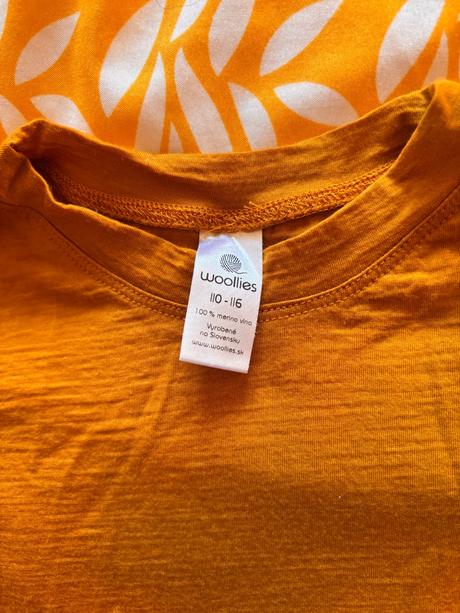 woollies
110 - 116
100 % merino vlna
Vyrobené
na Slovensku
www.woollies.sk